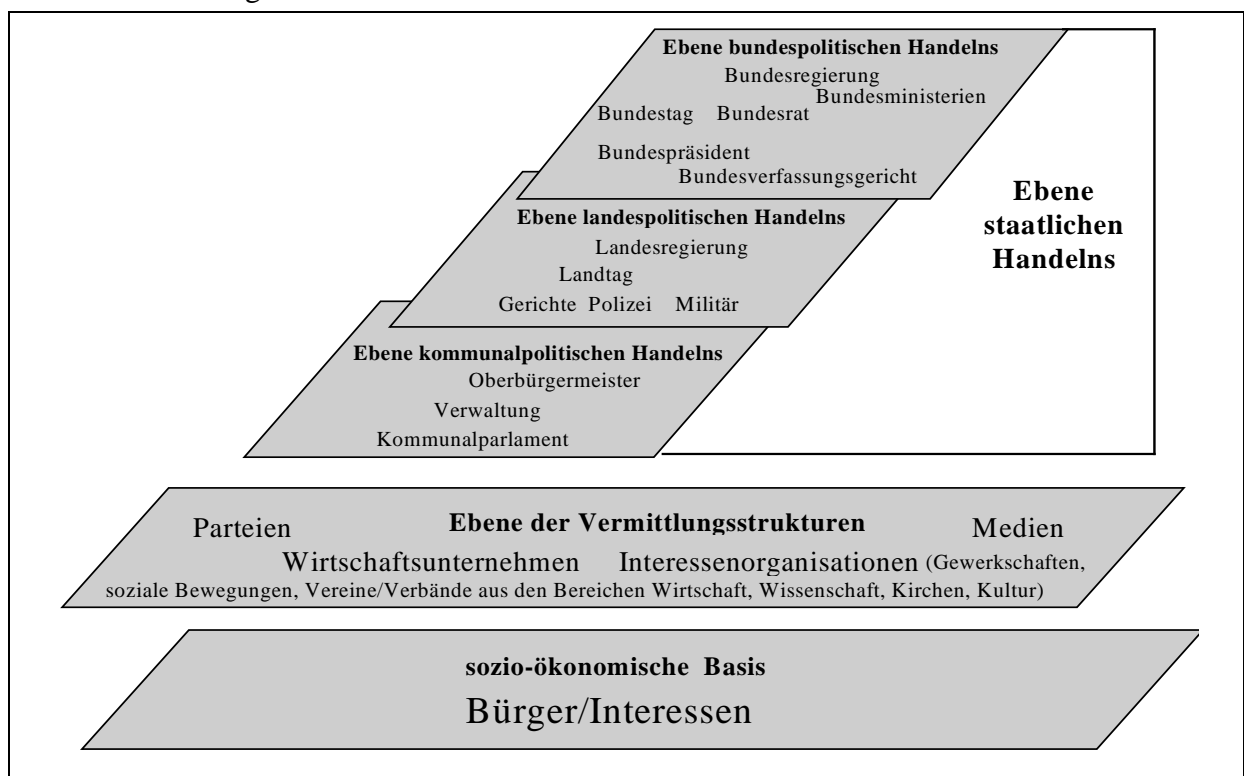 Ebene bundespolitischen Handelns
Bundesregierung
Bundesministerien
Bundestag Bundesrat
Bundespräsident
Bundesverfassungsgericht
Ebene staatlichen Handelns
Ebene landespolitischen Handelns
Landesregierung
Landtag
Gerichte Polizei Militär
Ebene kommunalpolitischen Handelns
Oberbürgermeister
Verwaltung
Kommunalparlament
Parteien Ebene der Vermittlungsstrukturen Medien
Wirtschaftsunternehmen Interessenorganisationen (Gewerkschaften,
soziale Bewegungen, Vereine/Verbände aus den Bereichen Wirtschaft, Wissenschaft, Kirchen, Kultur)
sozio-ökonomische Basis
Bürger/Interessen